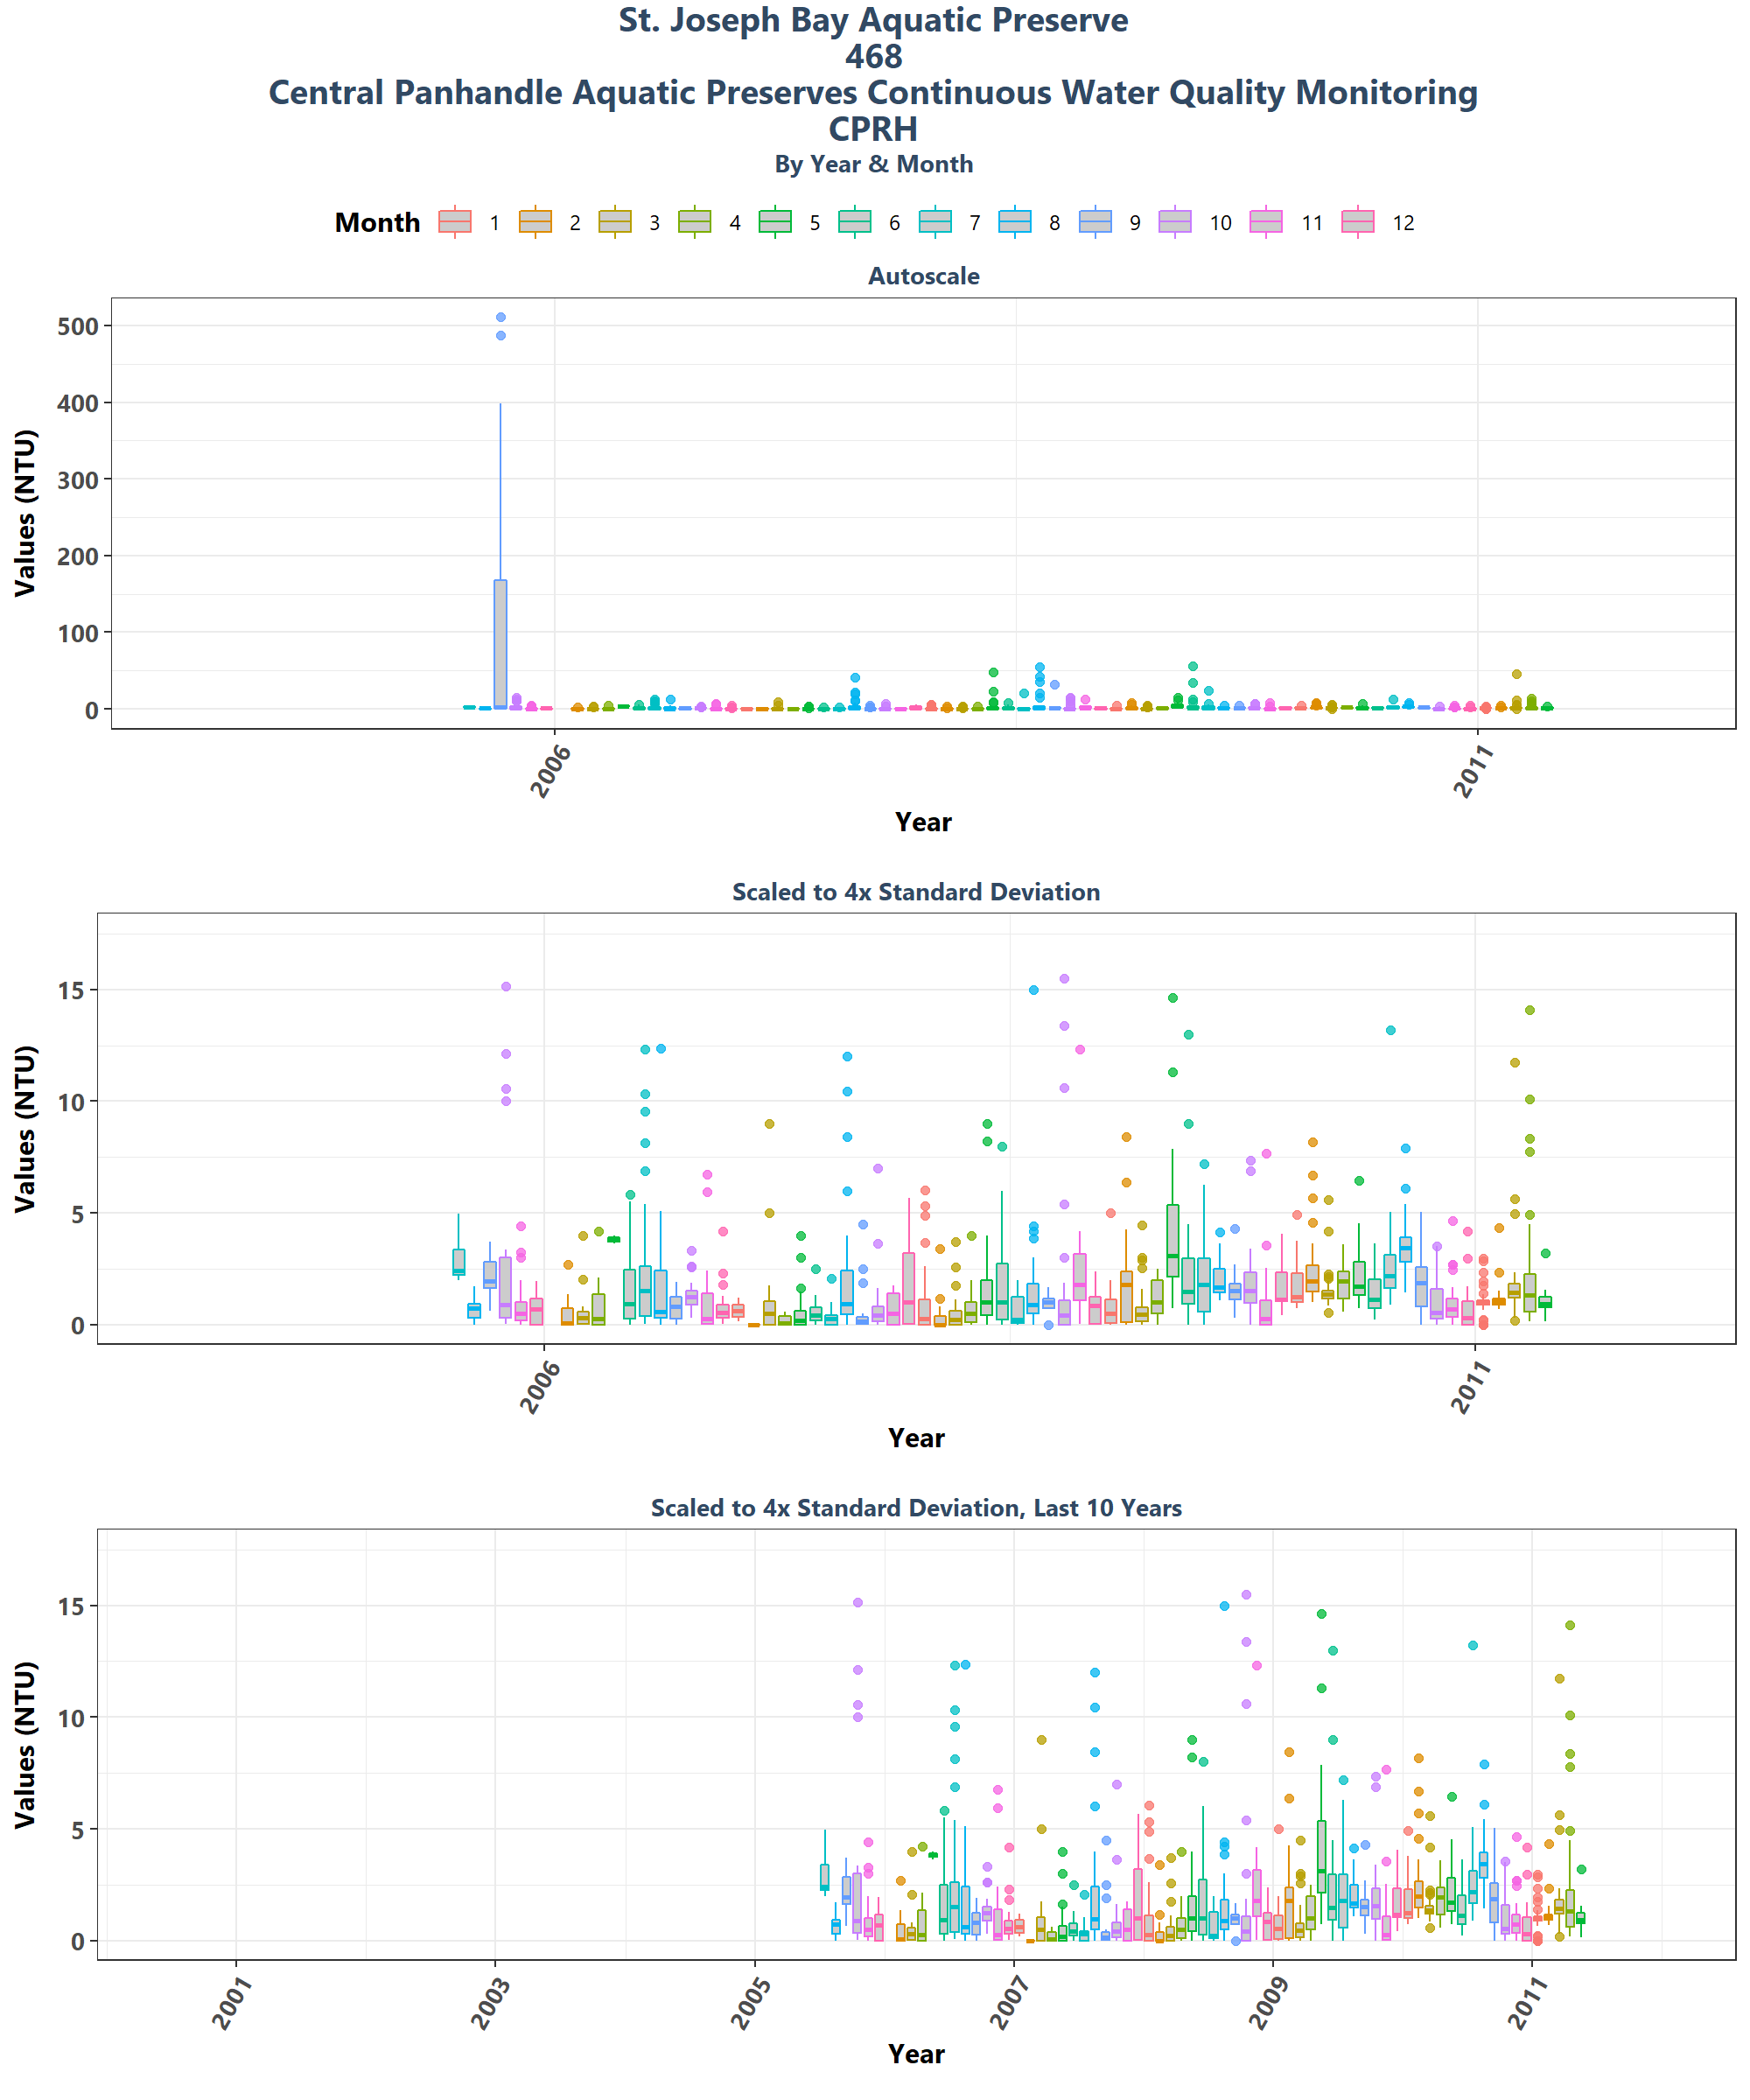 St. Joseph Bay Aquatic Preserve
468
Central Panhandle Aquatic Preserves Continuous Water Quality Monitoring
CPRH
By Year & Month
Month 1 2 3 4 5 6 7 8 9 10 11 12
Autoscale
Values (NTU)
500
400
300
200
100
0
2006 2011
Year
Scaled to 4x Standard Deviation
Values (NTU)
15
10
5
0
2006 2011
Year
Scaled to 4x Standard Deviation, Last 10 Years
Values (NTU)
15
10
5
0
2001 2003 2005 2007 2009 2011
Year